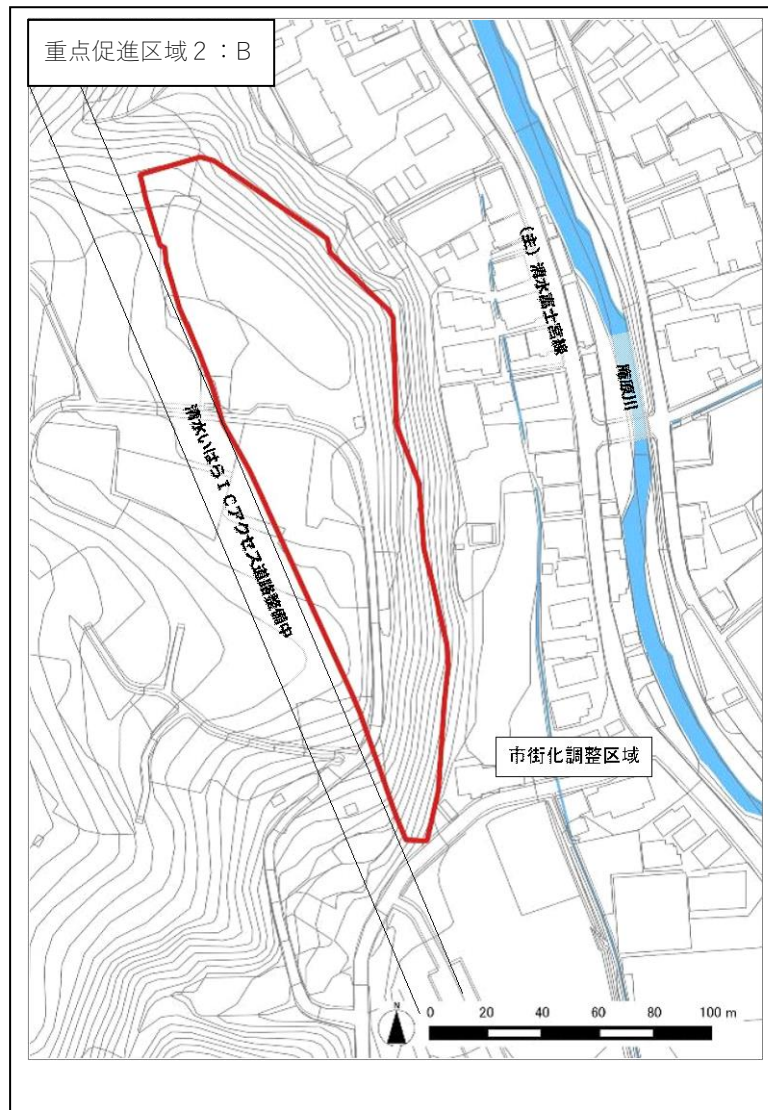 重点促進区域2:B
(主)清水富士宮線
庵原川
清水いはらICアクセス道路整備中
市街化調整区域
N
0 20 40 60 80 100 m